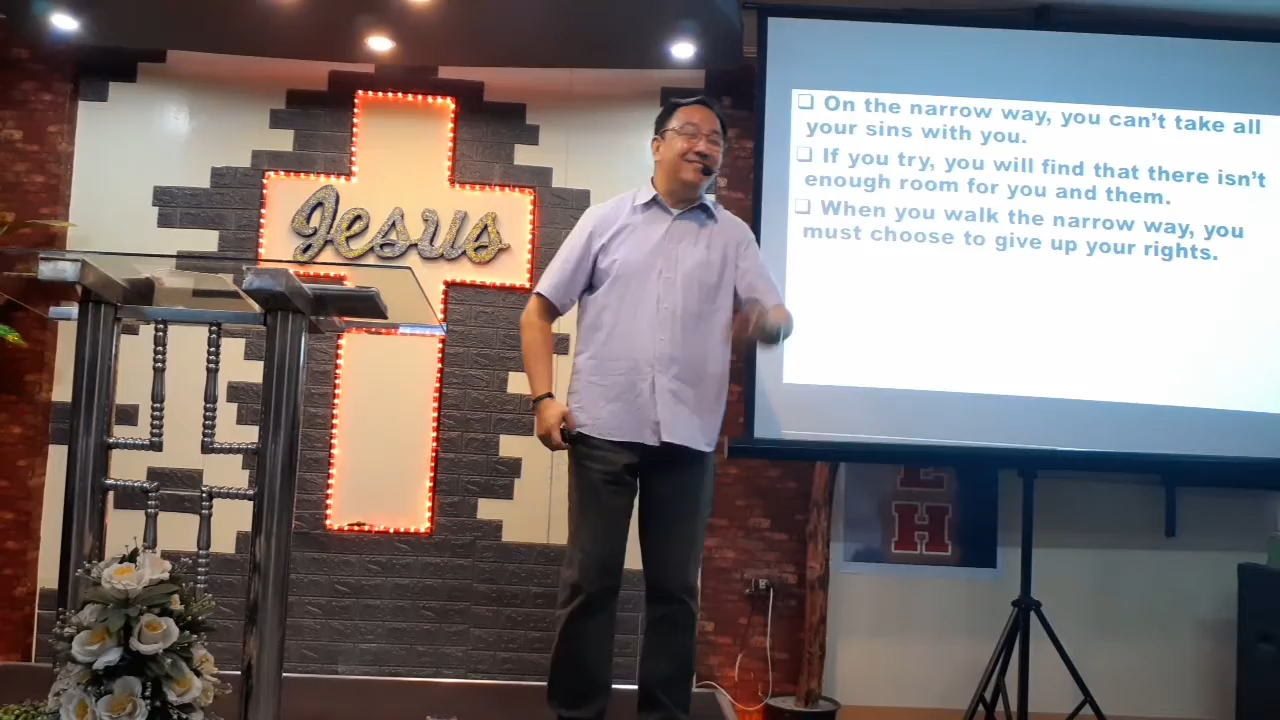 Jesus
❑ On the narrow way, you can't take all
your sins with you.
❑ If you try, you will find that there isn't
enough room for you and them.
❑ When you walk the narrow way, you
must choose to give up your rights.
H